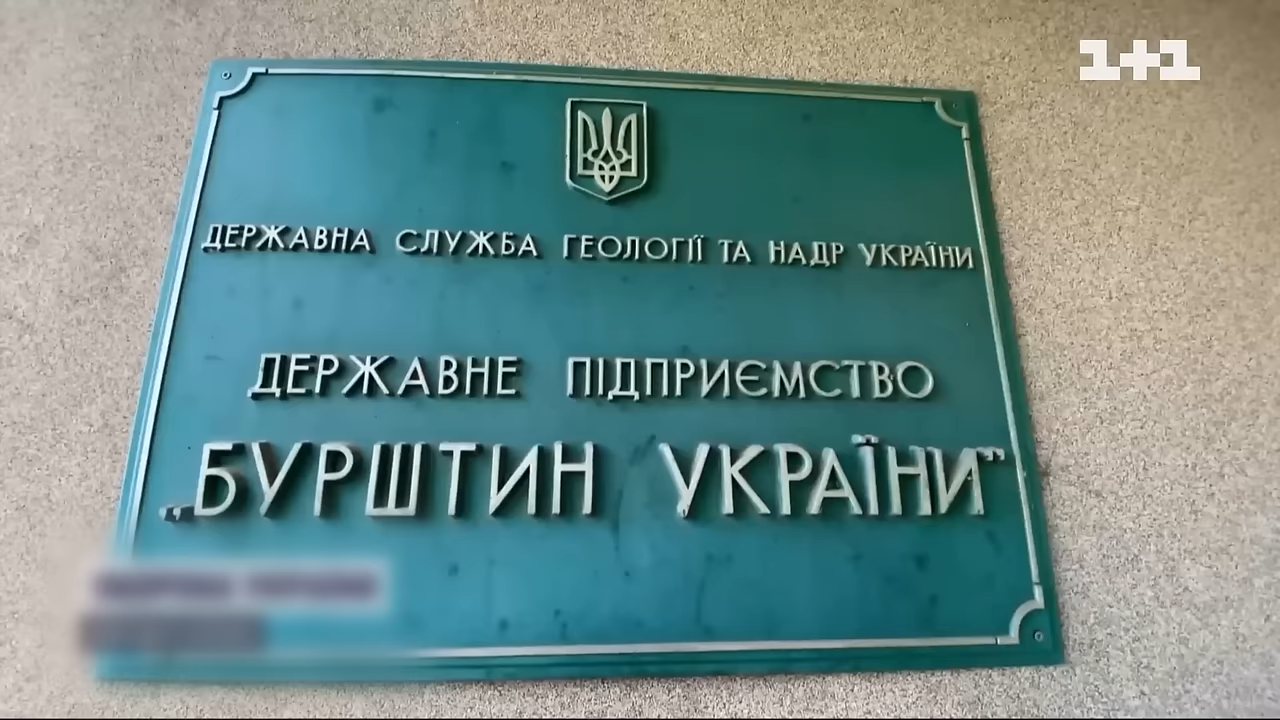 1+1
ДЕРЖАВНА СЛУЖБА ГЕОЛОГІЇ ТА НАДР УКРАЇНИ
ДЕРЖАВНЕ ПІДПРИЄМСТВО
„БУРШТИН УКРАЇНИ”